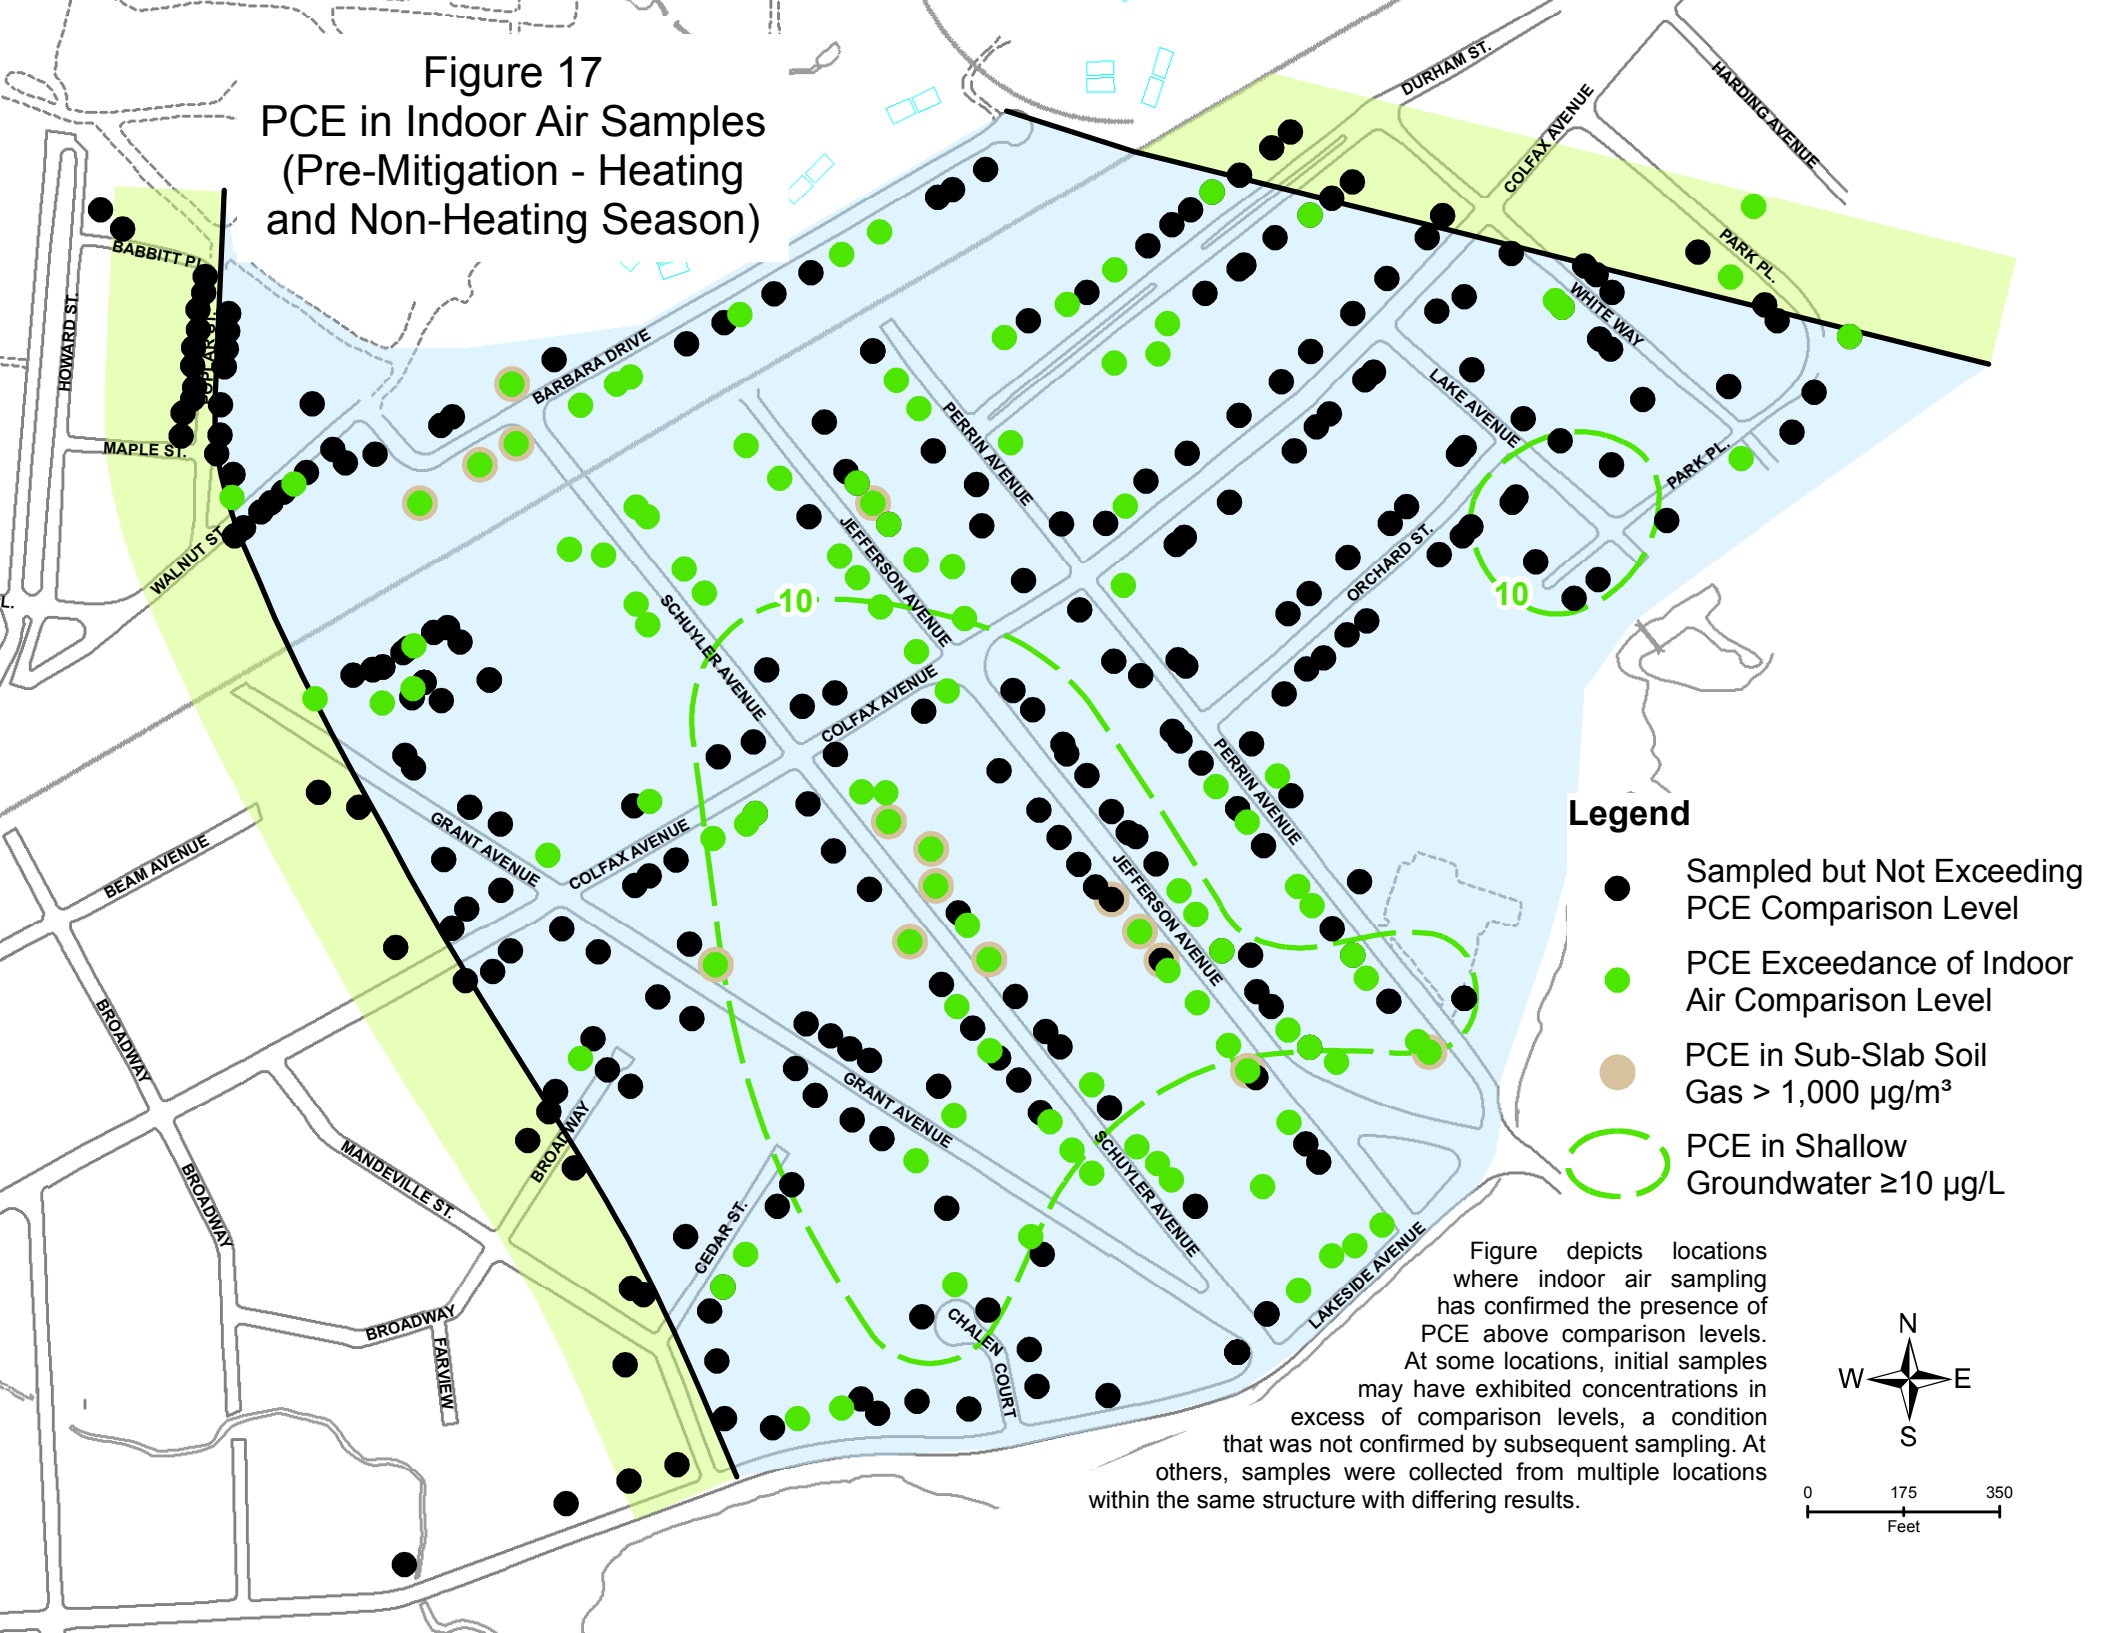 Figure 17
PCE in Indoor Air Samples
(Pre-Mitigation - Heating
and Non-Heating Season)
DURHAM ST.
COLFAX AVENUE
HARDING AVENUE
PARK PL.
WHITE WAY
LAKE AVENUE
PARK PL.
ORCHARD ST.
BABBITT PL.
HOWARD ST.
POPLAR ST.
MAPLE ST.
WALNUT ST.
L.
BARBARA DRIVE
PERRIN AVENUE
JEFFERSON AVENUE
SCHUYLER AVENUE
COLFAX AVENUE
10
10
PERRIN AVENUE
JEFFERSON AVENUE
GRANT AVENUE
COLFAX AVENUE
BEAM AVENUE
BROADWAY
BROADWAY
MANDEVILLE ST.
BROADWAY
BROADWAY
FARVIEW
CEDAR ST.
GRANT AVENUE
SCHUYLER AVENUE
CHALEN COURT
LAKESIDE AVENUE
Legend
Sampled but Not Exceeding
PCE Comparison Level
PCE Exceedance of Indoor
Air Comparison Level
PCE in Sub-Slab Soil
Gas > 1,000 µg/m³
PCE in Shallow
Groundwater ≥10 µg/L
Figure depicts locations
where indoor air sampling
has confirmed the presence of
PCE above comparison levels.
At some locations, initial samples
may have exhibited concentrations in
excess of comparison levels, a condition
that was not confirmed by subsequent sampling. At
others, samples were collected from multiple locations
within the same structure with differing results.
N
W E
S
0 175 350
Feet